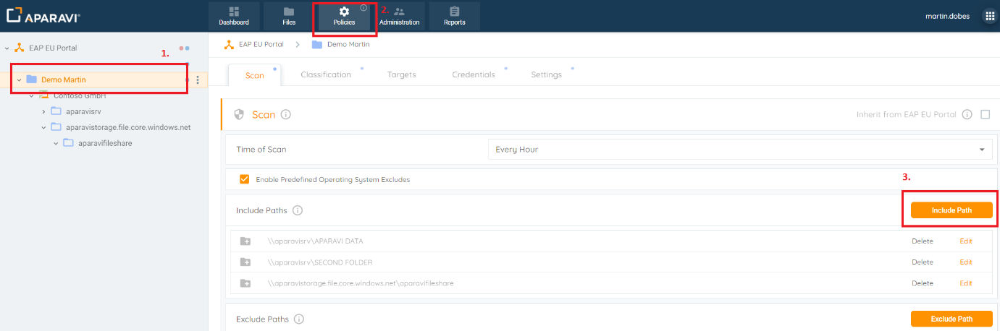 APARAVI
Dashboard
Files
Policies
2.
Administration
Reports
martin.dobes
EAP EU Portal
1.
Demo Martin
Contoso GmbH
aparavisrv
aparavistorage.file.core.windows.net
aparavifileshare
EAP EU Portal > Demo Martin
Scan
Classification
Targets
Credentials
Settings
Scan
Inherit from EAP EU Portal
Time of Scan
Every Hour
Enable Predefined Operating System Excludes
3.
Include Paths
Include Path
\\aparavisrv\APARAVI DATA
Delete
Edit
\\aparavisrv\SECOND FOLDER
Delete
Edit
\\aparavistorage.file.core.windows.net\aparavifileshare
Delete
Edit
Exclude Paths
Exclude Path